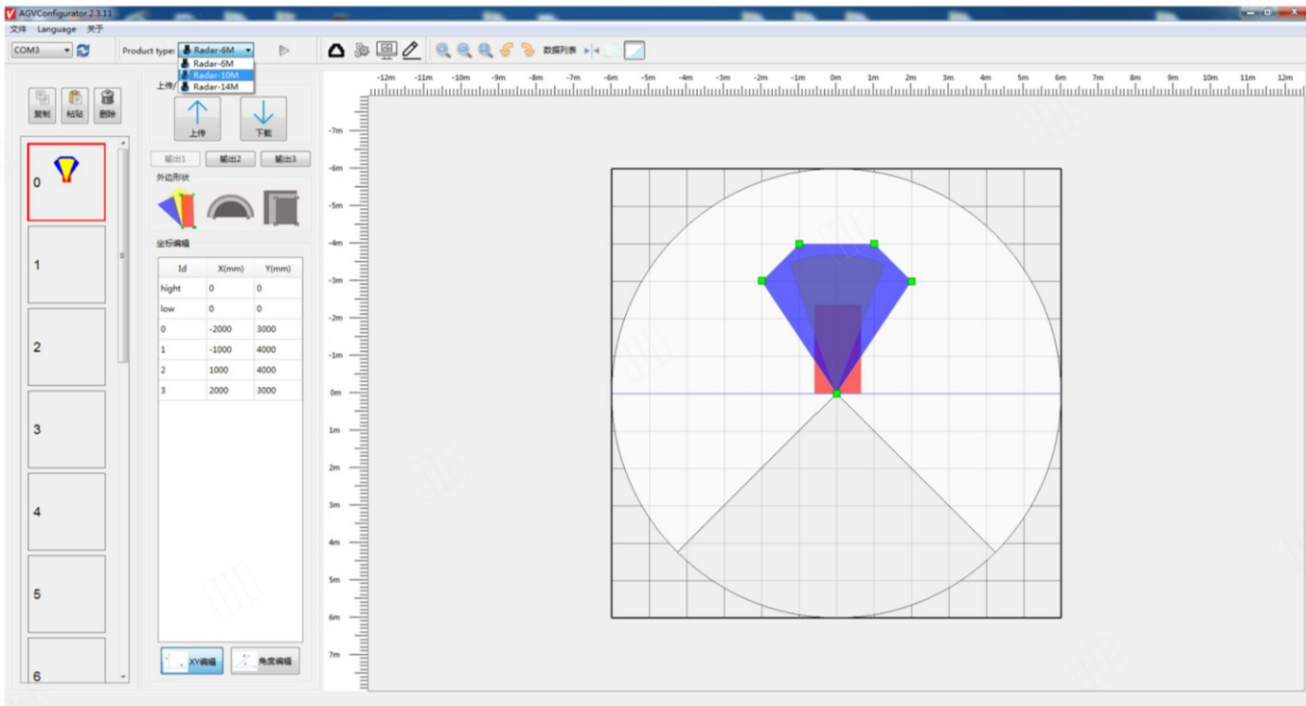 AGVConfigurator.2.3.11
文件 Language 关于
COM3 Product type: Radar-6M 数据列表
Radar-6M
Radar-10M
Radar-14M
上传/
复制 粘贴 删除
上传 下载
输出1 输出2 输出3
外边形状
坐标编辑
Id X(mm) Y(mm)
hight 0 0
low 0 0
0 -2000 3000
1 -1000 4000
2 1000 4000
3 2000 3000
XY编辑 角度编辑
0
1
2
3
4
5
6
-12m -11m -10m -9m -8m -7m -6m -5m -4m -3m -2m -1m 0m 1m 2m 3m 4m 5m 6m 7m 8m 9m 10m 11m 12m
-7m
-6m
-5m
-4m
-3m
-2m
-1m
0m
1m
2m
3m
4m
5m
6m
7m